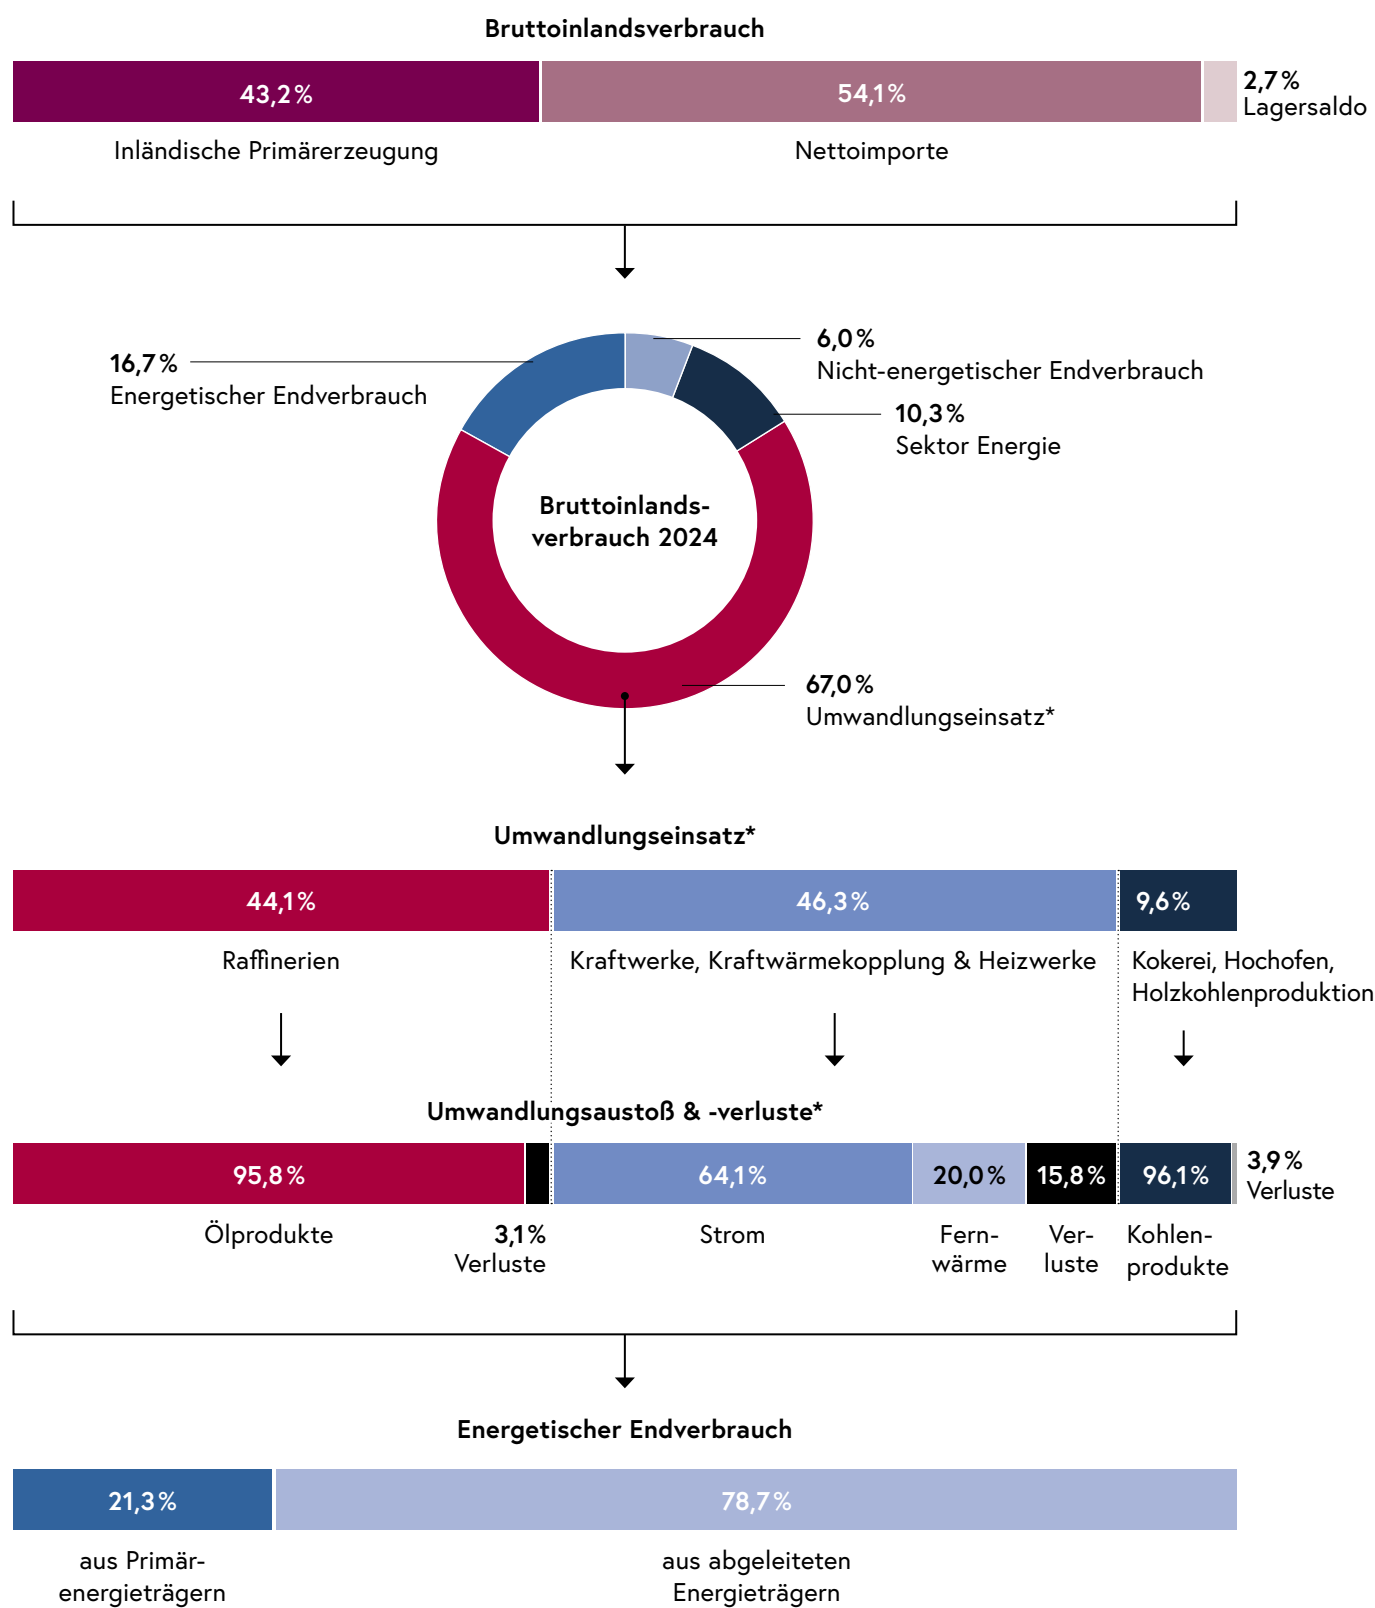 Bruttoinlandsverbrauch
43,2%
54,1%
2,7%
Lagersaldo
Inländische Primärerzeugung
Nettoimporte
16,7%
Energetischer Endverbrauch
6,0%
Nicht-energetischer Endverbrauch
10,3%
Sektor Energie
Bruttoinlands-
verbrauch 2024
67,0%
Umwandlungseinsatz*
Umwandlungseinsatz*
44,1%
46,3%
9,6%
Raffinerien
Kraftwerke, Kraftwärmekopplung & Heizwerke
Kokerei, Hochofen,
Holzkohlenproduktion
Umwandlungsaustoß & -verluste*
95,8%
64,1%
20,0%
15,8%
96,1%
3,9%
Verluste
Ölprodukte
3,1%
Verluste
Strom
Fern-
wärme
Ver-
luste
Kohlen-
produkte
Energetischer Endverbrauch
21,3%
78,7%
aus Primär-
energieträgern
aus abgeleiteten
Energieträgern